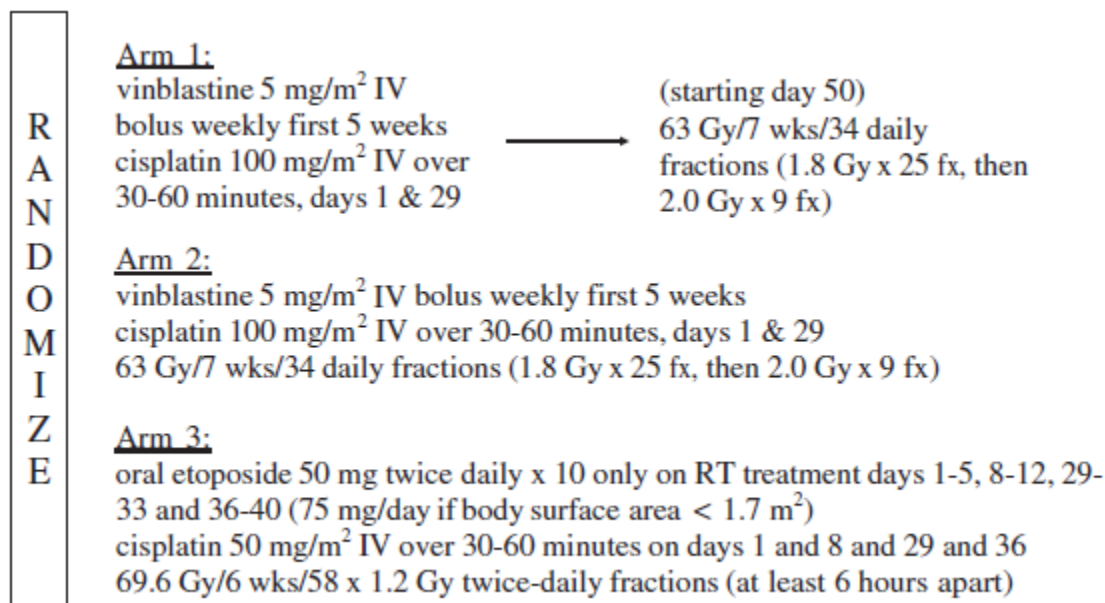 RANDOMIZE
Arm 1:
vinblastine 5 mg/m² IV
bolus weekly first 5 weeks
cisplatin 100 mg/m² IV over
30-60 minutes, days 1 & 29
(starting day 50)
63 Gy/7 wks/34 daily
fractions (1.8 Gy x 25 fx, then
2.0 Gy x 9 fx)
Arm 2:
vinblastine 5 mg/m² IV bolus weekly first 5 weeks
cisplatin 100 mg/m² IV over 30-60 minutes, days 1 & 29
63 Gy/7 wks/34 daily fractions (1.8 Gy x 25 fx, then 2.0 Gy x 9 fx)
Arm 3:
oral etoposide 50 mg twice daily x 10 only on RT treatment days 1-5, 8-12, 29-
33 and 36-40 (75 mg/day if body surface area < 1.7 m²)
cisplatin 50 mg/m² IV over 30-60 minutes on days 1 and 8 and 29 and 36
69.6 Gy/6 wks/58 x 1.2 Gy twice-daily fractions (at least 6 hours apart)